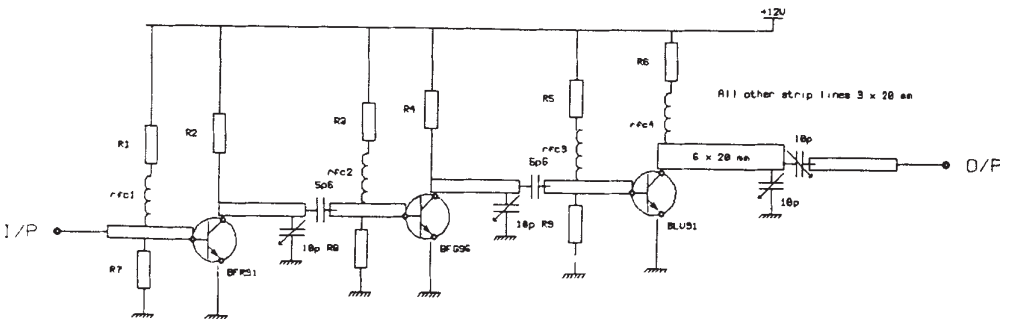 +12V
R6
All other strip lines 3 x 20 mm
R5
R4
R3
R2
R1
rfc4
rfc3
rfc2
rfc1
10p
6 x 20 mm
O/P
5p6
5p6
10p
I/P
10p
R8
10p
R9
R7
BFR91
BFG96
BLU91